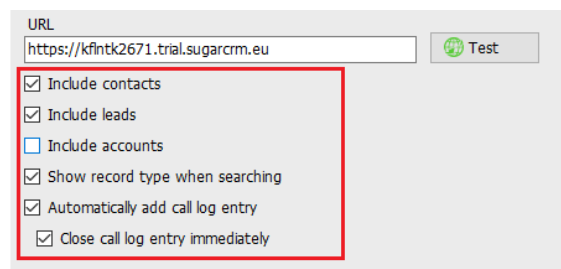 URL
https://kflntk2671.trial.sugarcrm.eu
Test
Include contacts
Include leads
Include accounts
Show record type when searching
Automatically add call log entry
Close call log entry immediately